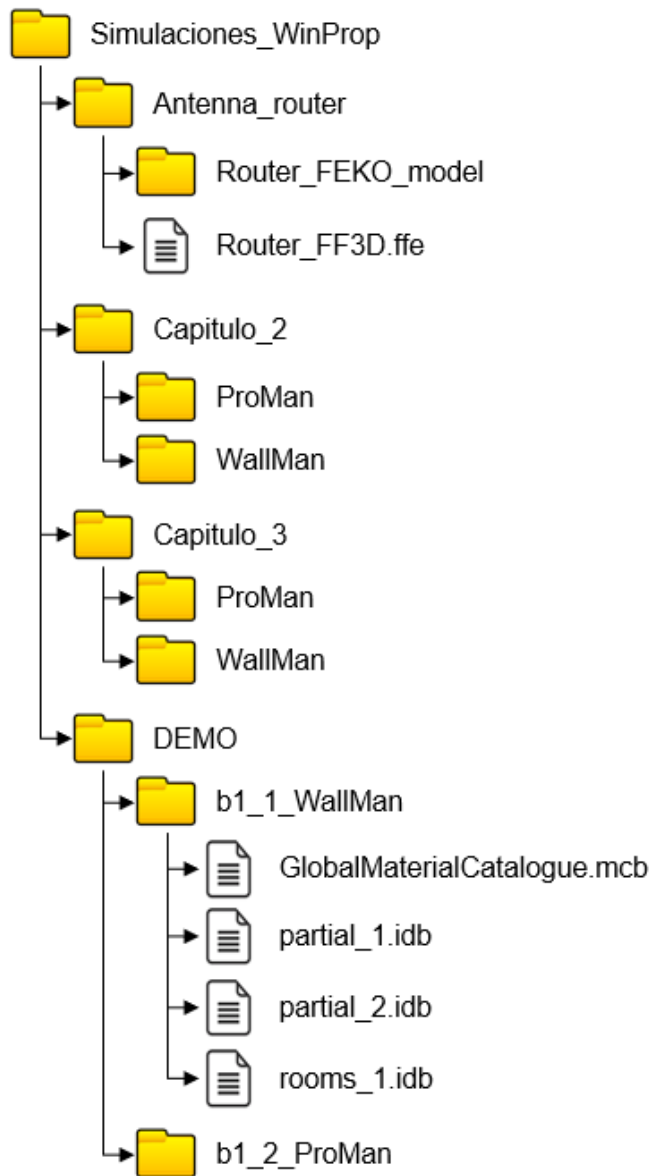 Simulaciones_WinProp
Antenna_router
Router_FEKO_model
Router_FF3D.ffe
Capitulo_2
ProMan
WallMan
Capitulo_3
ProMan
WallMan
DEMO
b1_1_WallMan
GlobalMaterialCatalogue.mcb
partial_1.idb
partial_2.idb
rooms_1.idb
b1_2_ProMan